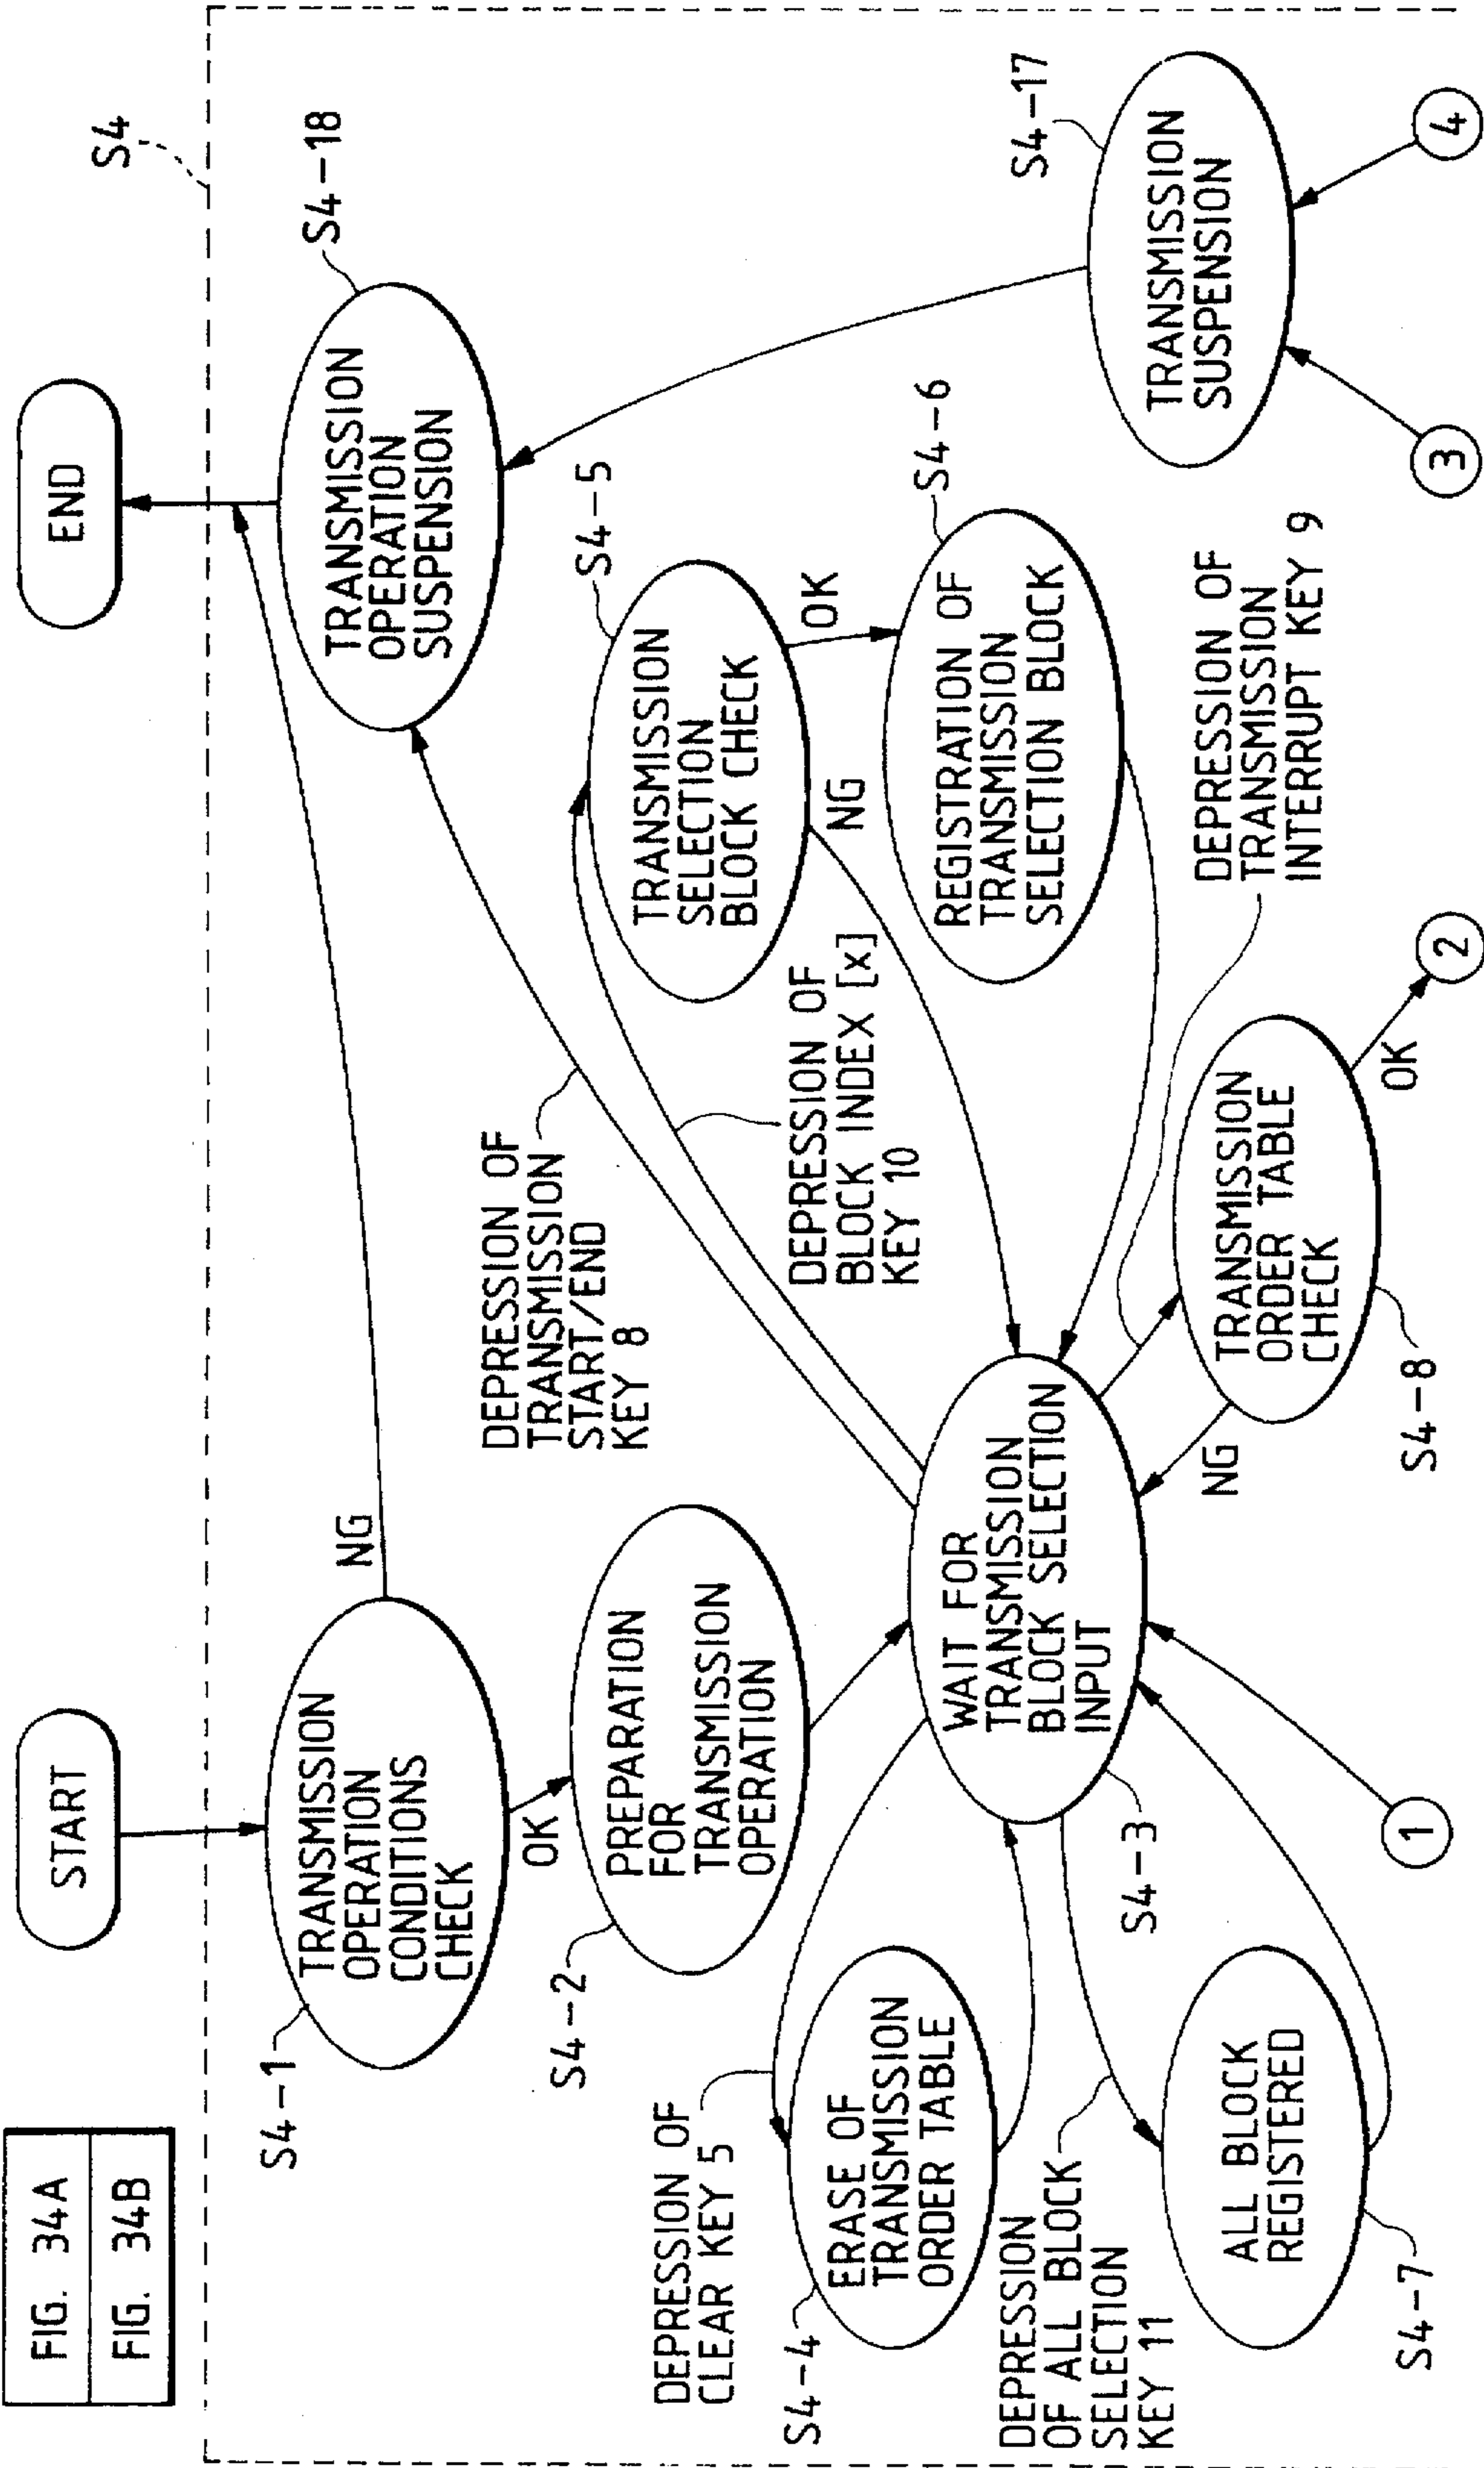 FIG. 34A
FIG. 34B
START
END
S4
S4-1
TRANSMISSION
OPERATION
CONDITIONS
CHECK
NG
OK
S4-18
TRANSMISSION
OPERATION
SUSPENSION
S4-2
PREPARATION
FOR
TRANSMISSION
OPERATION
DEPRESSION OF
TRANSMISSION
START/END
KEY 8
S4-5
TRANSMISSION
SELECTION
BLOCK CHECK
OK
NG
DEPRESSION OF
BLOCK INDEX [x]
KEY 10
S4-6
REGISTRATION OF
TRANSMISSION
SELECTION BLOCK
DEPRESSION OF
CLEAR KEY 5
S4-4
ERASE OF
TRANSMISSION
ORDER TABLE
WAIT FOR
TRANSMISSION
BLOCK SELECTION
INPUT
S4-3
DEPRESSION
OF ALL BLOCK
SELECTION
KEY 11
ALL BLOCK
REGISTERED
S4-7
DEPRESSION OF
TRANSMISSION
INTERRUPT KEY 9
TRANSMISSION
ORDER TABLE
CHECK
NG
OK
S4-8
S4-17
TRANSMISSION
SUSPENSION
1
2
3
4